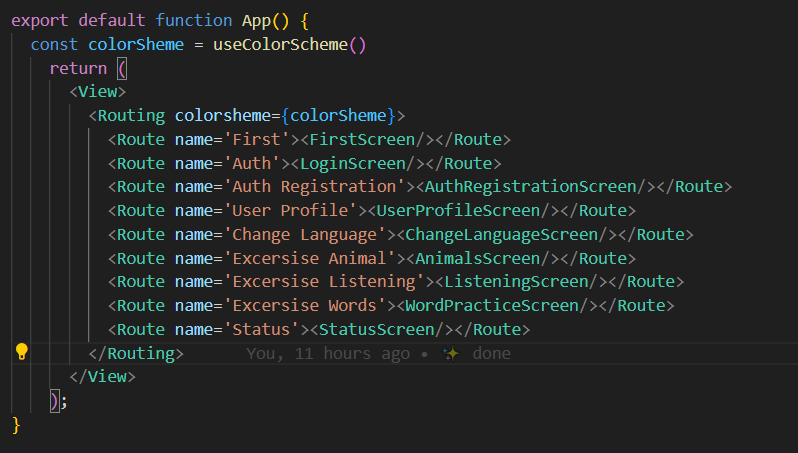 export default function App() {
const colorSheme = useColorScheme()
return (
<View>
<Routing colorsheme={colorSheme}>
<Route name='First'><FirstScreen/></Route>
<Route name='Auth'><LoginScreen/></Route>
<Route name='Auth Registration'><AuthRegistrationScreen/></Route>
<Route name='User Profile'><UserProfileScreen/></Route>
<Route name='Change Language'><ChangeLanguageScreen/></Route>
<Route name='Excersise Animal'><AnimalsScreen/></Route>
<Route name='Excersise Listening'><ListeningScreen/></Route>
<Route name='Excersise Words'><WordPracticeScreen/></Route>
<Route name='Status'><StatusScreen/></Route>
</Routing> You, 11 hours ago • ✨ done
</View>
);
}